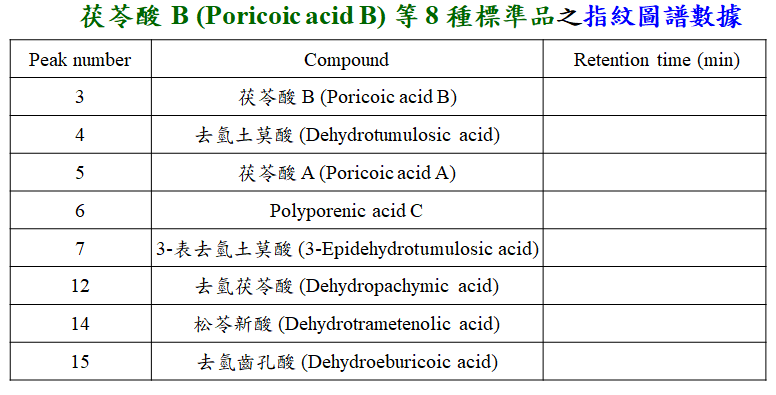 茯苓酸 B (Poricoic acid B) 等 8 種標準品之指紋圖譜數據
Peak number Compound Retention time (min)
3 茯苓酸 B (Poricoic acid B)
4 去氫土莫酸 (Dehydrotumulosic acid)
5 茯苓酸 A (Poricoic acid A)
6 Polyporenic acid C
7 3-表去氫土莫酸 (3-Epidehydrotumulosic acid)
12 去氫茯苓酸 (Dehydropachymic acid)
14 松苓新酸 (Dehydrotrametenolic acid)
15 去氫齒孔酸 (Dehydroeburicoic acid)